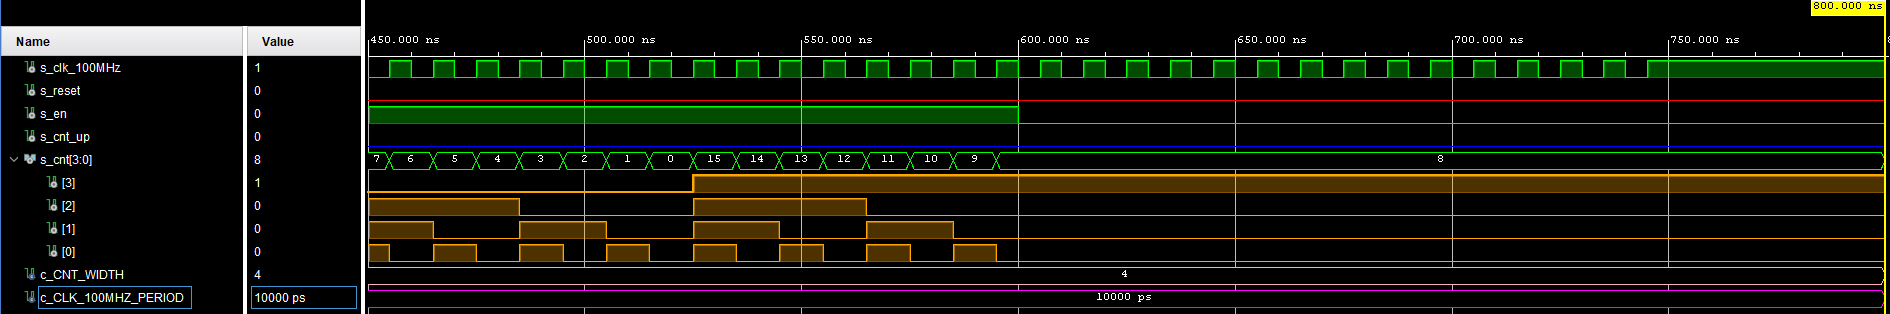 800.000 ns
Name Value
450.000 ns 500.000 ns 550.000 ns 600.000 ns 650.000 ns 700.000 ns 750.000 ns
s_clk_100MHz 1
s_reset 0
s_en 0
s_cnt_up 0
s_cnt[3:0] 8 7 6 5 4 3 2 1 0 15 14 13 12 11 10 9 8
[3] 1
[2] 0
[1] 0
[0] 0
c_CNT_WIDTH 4 4
c_CLK_100MHZ_PERIOD 10000 ps 10000 ps